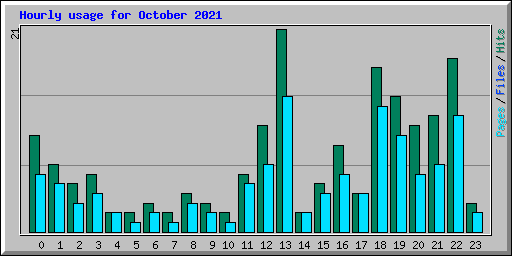 Hourly usage for October 2021
21
Pages / Files / Hits
0 1 2 3 4 5 6 7 8 9 10 11 12 13 14 15 16 17 18 19 20 21 22 23